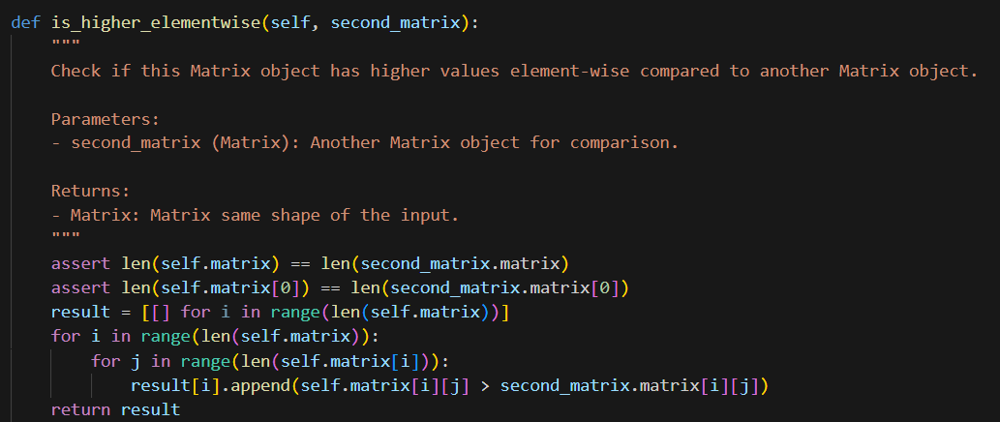 def is_higher_elementwise(self, second_matrix):
    """
    Check if this Matrix object has higher values element-wise compared to another Matrix object.

    Parameters:
    - second_matrix (Matrix): Another Matrix object for comparison.

    Returns:
    - Matrix: Matrix same shape of the input.
    """
    assert len(self.matrix) == len(second_matrix.matrix)
    assert len(self.matrix[0]) == len(second_matrix.matrix[0])
    result = [[] for i in range(len(self.matrix))]
    for i in range(len(self.matrix)):
        for j in range(len(self.matrix[i])):
            result[i].append(self.matrix[i][j] > second_matrix.matrix[i][j])
    return result